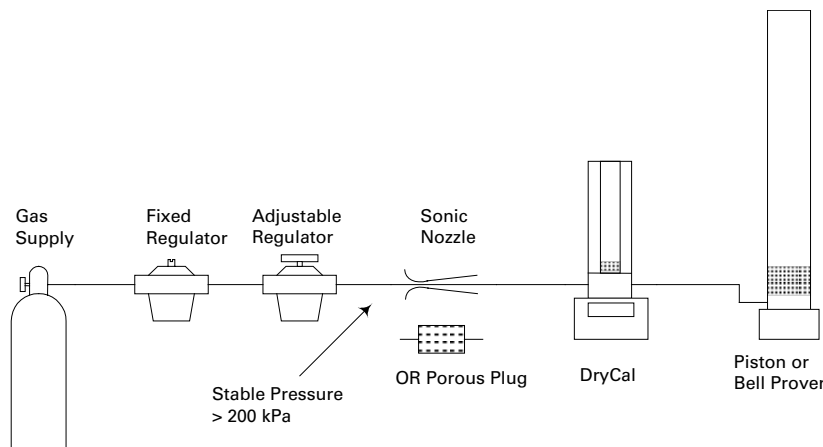 Gas
Supply
Fixed
Regulator
Adjustable
Regulator
Sonic
Nozzle
Stable Pressure
> 200 kPa
OR Porous Plug
DryCal
Piston or
Bell Prover